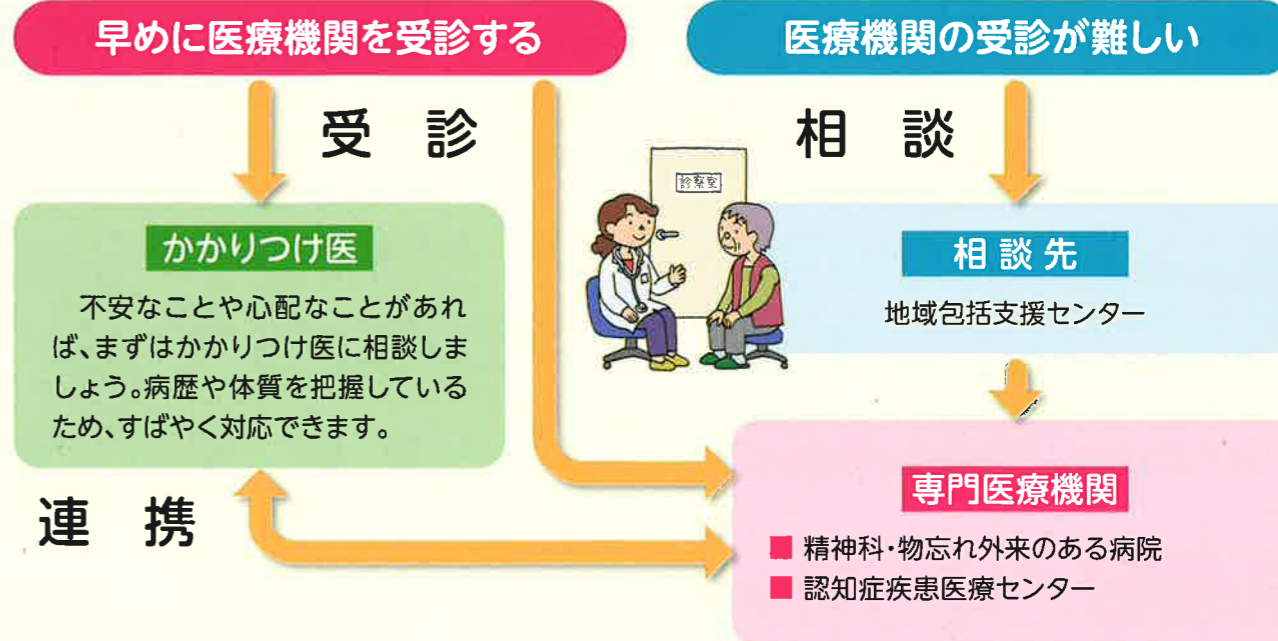 早めに医療機関を受診する
医療機関の受診が難しい
受 診
相 談
診察室
かかりつけ医
不安なことや心配なことがあれ
ば、まずはかかりつけ医に相談しま
しょう。病歴や体質を把握している
ため、すばやく対応できます。
相談先
地域包括支援センター
連 携
専門医療機関
■ 精神科・物忘れ外来のある病院
■ 認知症疾患医療センター